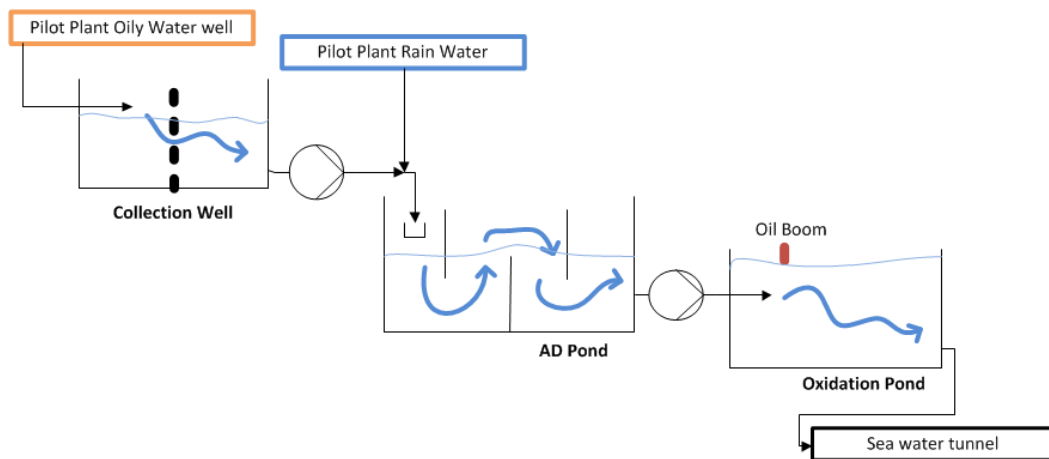 Pilot Plant Oily Water well
Pilot Plant Rain Water
Collection Well
Oil Boom
AD Pond
Oxidation Pond
Sea water tunnel